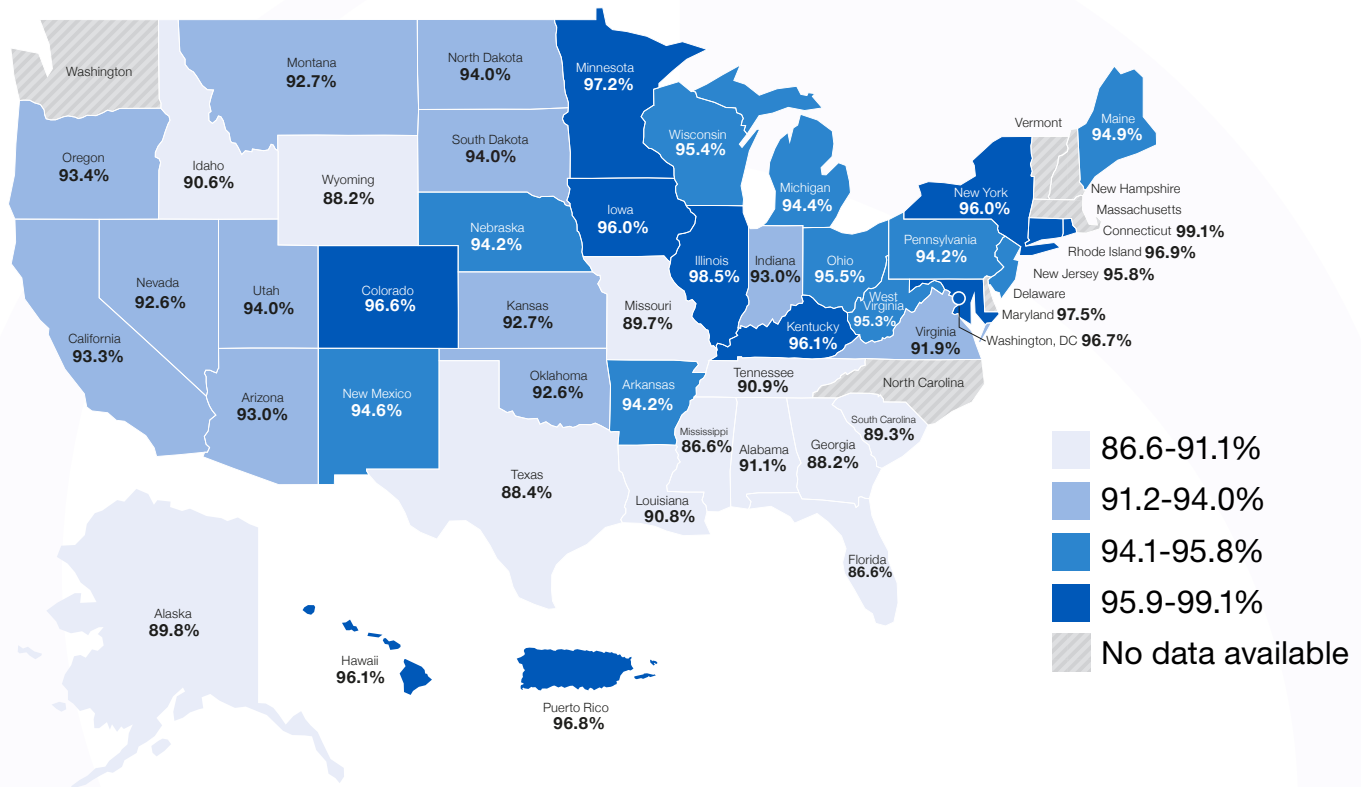 Washington
Montana
92.7%
North Dakota
94.0%
Minnesota
97.2%
Oregon
93.4%
Idaho
90.6%
Wyoming
88.2%
South Dakota
94.0%
Wisconsin
95.4%
Michigan
94.4%
Vermont
Maine
94.9%
New York
96.0%
New Hampshire
Massachusetts
Connecticut 99.1%
Rhode Island 96.9%
New Jersey 95.8%
Delaware
Maryland 97.5%
Washington, DC 96.7%
Nebraska
94.2%
Iowa
96.0%
Illinois
98.5%
Indiana
93.0%
Ohio
95.5%
Pennsylvania
94.2%
Nevada
92.6%
Utah
94.0%
Colorado
96.6%
Kansas
92.7%
Missouri
89.7%
Kentucky
96.1%
West
Virginia
95.3%
Virginia
91.9%
California
93.3%
Arizona
93.0%
New Mexico
94.6%
Oklahoma
92.6%
Arkansas
94.2%
Tennessee
90.9%
North Carolina
South Carolina
89.3%
Mississippi
86.6%
Alabama
91.1%
Georgia
88.2%
Texas
88.4%
Louisiana
90.8%
Florida
86.6%
Alaska
89.8%
Hawaii
96.1%
Puerto Rico
96.8%
86.6-91.1%
91.2-94.0%
94.1-95.8%
95.9-99.1%
No data available